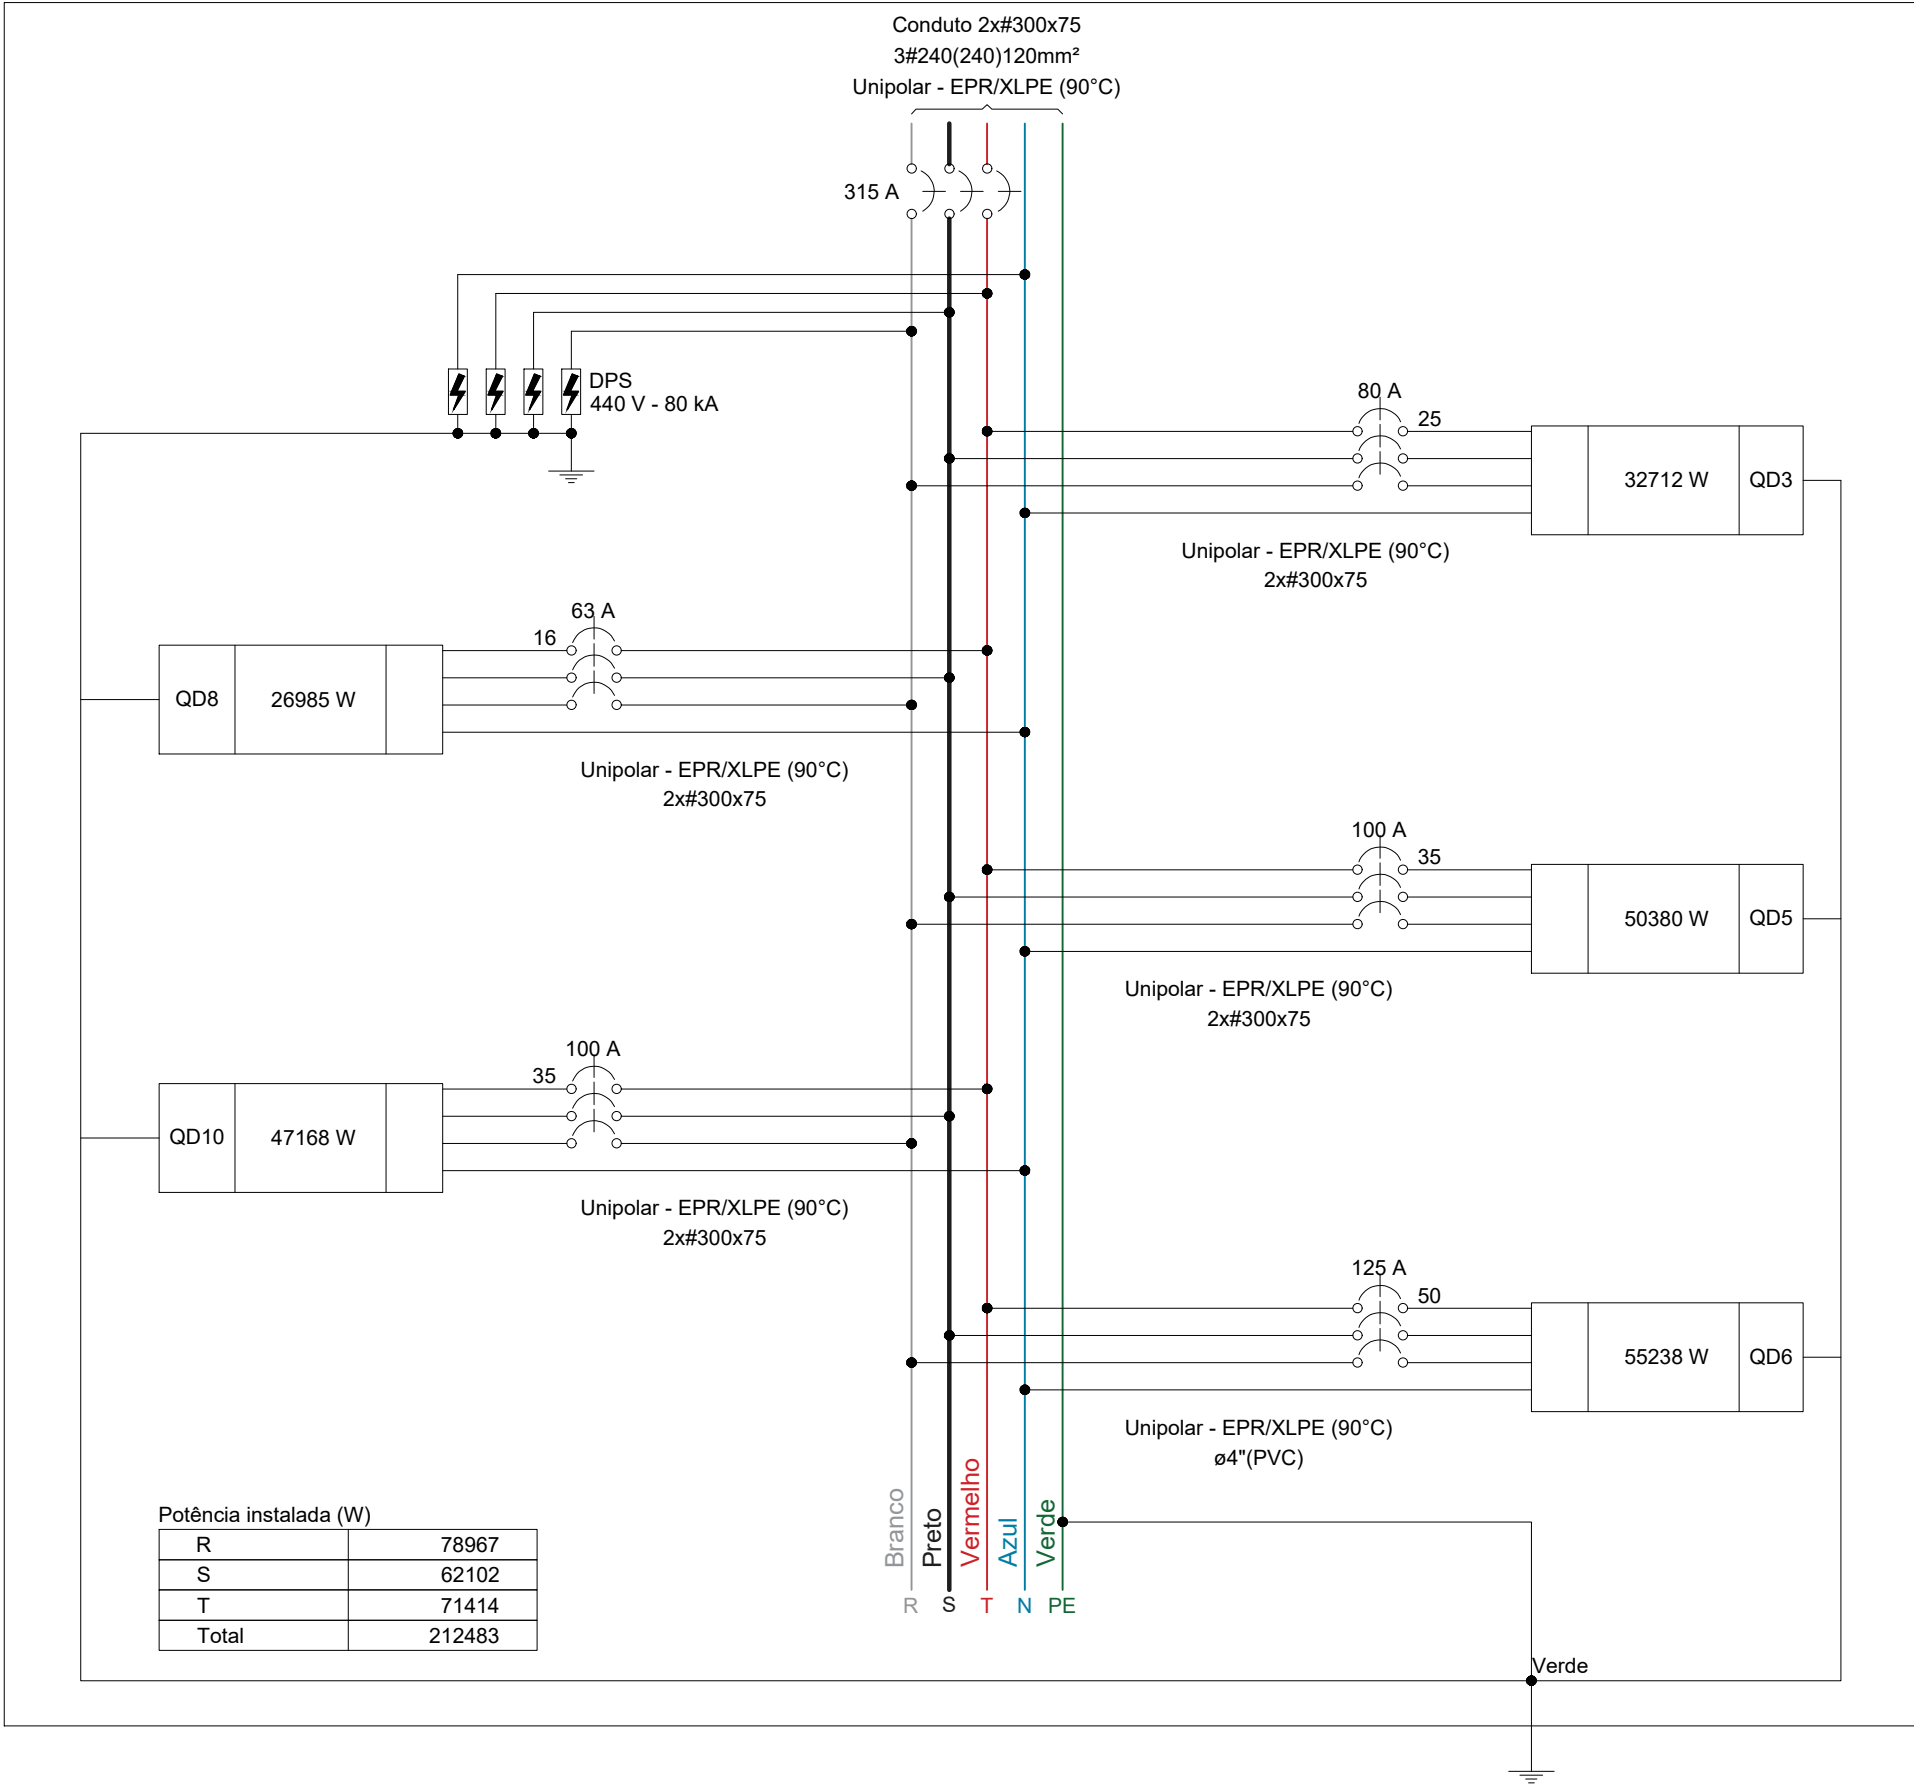 Conduto 2x#300x75
3#240(240)120mm²
Unipolar - EPR/XLPE (90°C)
315 A
DPS
440 V - 80 kA
80 A
25
32712 W
QD3
Unipolar - EPR/XLPE (90°C)
2x#300x75
63 A
16
QD8
26985 W
Unipolar - EPR/XLPE (90°C)
2x#300x75
100 A
35
50380 W
QD5
Unipolar - EPR/XLPE (90°C)
2x#300x75
100 A
35
QD10
47168 W
Unipolar - EPR/XLPE (90°C)
2x#300x75
125 A
50
55238 W
QD6
Unipolar - EPR/XLPE (90°C)
ø4"(PVC)
Potência instalada (W)
R 78967
S 62102
T 71414
Total 212483
Branco
Preto
Vermelho
Azul
Verde
R S T N PE
Verde